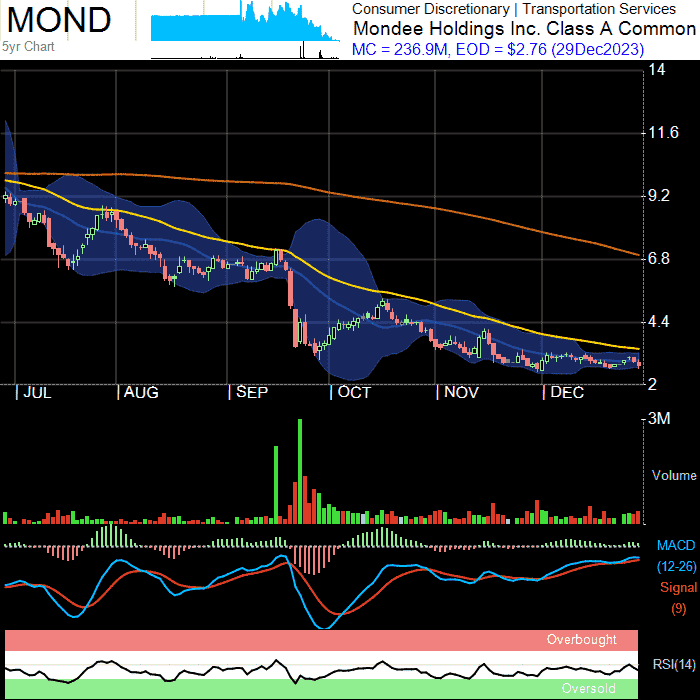 MOND
5yr Chart
Consumer Discretionary | Transportation Services
Mondee Holdings Inc. Class A Common
MC = 236.9M, EOD = $2.76 (29Dec2023)
14
11.6
9.2
6.8
4.4
2
| JUL | AUG | SEP | OCT | NOV | DEC
3M
Volume
MACD
(12-26)
Signal
(9)
Overbought
RSI(14)
Oversold